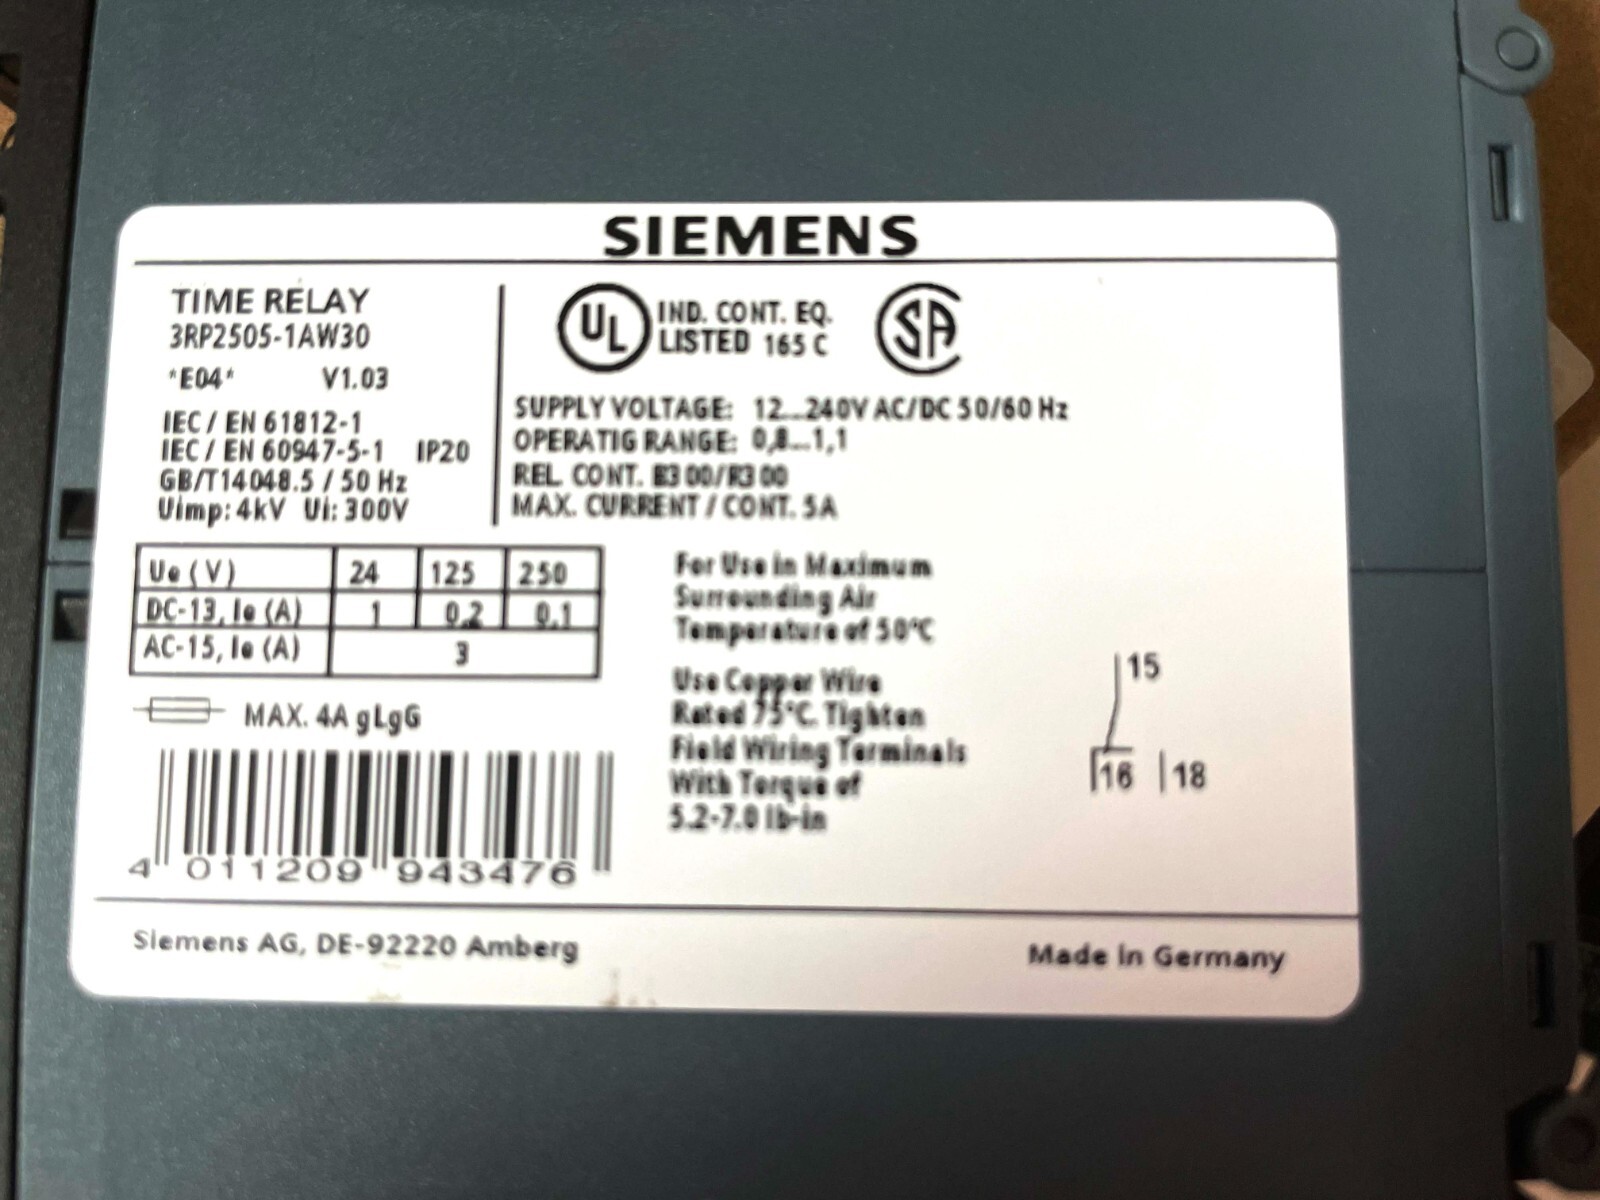 SIEMENS
TIME RELAY
3RP2505-1AW30
*E04* V1.03
IEC / EN 61812-1
IEC / EN 60947-5-1 IP20
GB/T14048.5 / 50 Hz
Uimp: 4kV Ui: 300V
UL IND. CONT. EQ.
LISTED 165 C
SA
SUPPLY VOLTAGE: 12...240V AC/DC 50/60 Hz
OPERATIG RANGE: 0,8...1,1
REL. CONT. B300/R300
MAX. CURRENT / CONT. 5A
Ue (V) 24 125 250
DC-13, Ie (A) 1 0.2 0.1
AC-15, Ie (A) 3
MAX. 4A gLgG
4 011209 943476
For Use in Maximum
Surrounding Air
Temperature of 50°C
Use Copper Wire
Rated 75°C. Tighten
Field Wiring Terminals
With Torque of
5.2-7.0 lb-in
15
16 18
Siemens AG, DE-92220 Amberg
Made in Germany